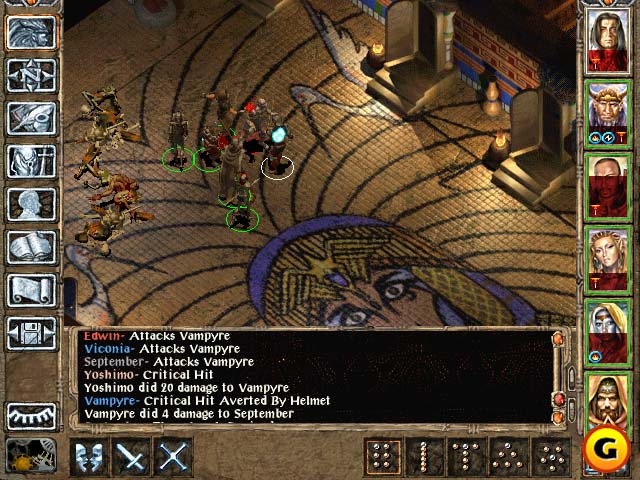 Edwin- Attacks Vampyre
Viconia- Attacks Vampyre
September- Attacks Vampyre
Yoshimo- Critical Hit
Yoshimo did 20 damage to Vampyre
Vampyre- Critical Hit Averted By Helmet
Vampyre did 4 damage to September
N
G